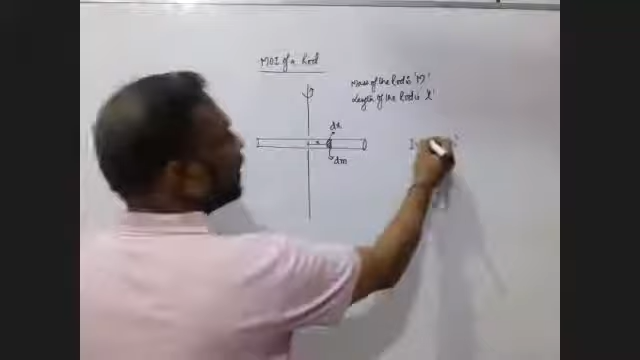 MOI of a Rod
Mass of the Rod is 'M'
Length of the Rod is 'l'
dx
x
dm
I